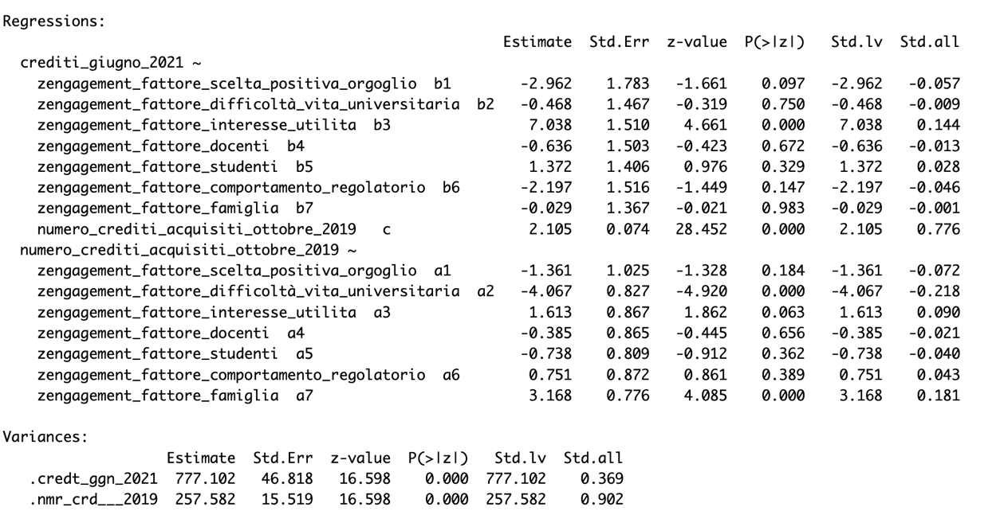 Regressions:
Estimate Std.Err z-value P(>|z|) Std.lv Std.all
crediti_giugno_2021 ~
zengagement_fattore_scelta_positiva_orgoglio b1 -2.962 1.783 -1.661 0.097 -2.962 -0.057
zengagement_fattore_difficoltà_vita_universitaria b2 -0.468 1.467 -0.319 0.750 -0.468 -0.009
zengagement_fattore_interesse_utilita b3 7.038 1.510 4.661 0.000 7.038 0.144
zengagement_fattore_docenti b4 -0.636 1.503 -0.423 0.672 -0.636 -0.013
zengagement_fattore_studenti b5 1.372 1.406 0.976 0.329 1.372 0.028
zengagement_fattore_comportamento_regolatorio b6 -2.197 1.516 -1.449 0.147 -2.197 -0.046
zengagement_fattore_famiglia b7 -0.029 1.367 -0.021 0.983 -0.029 -0.001
numero_crediti_acquisiti_ottobre_2019 c 2.105 0.074 28.452 0.000 2.105 0.776
numero_crediti_acquisiti_ottobre_2019 ~
zengagement_fattore_scelta_positiva_orgoglio a1 -1.361 1.025 -1.328 0.184 -1.361 -0.072
zengagement_fattore_difficoltà_vita_universitaria a2 -4.067 0.827 -4.920 0.000 -4.067 -0.218
zengagement_fattore_interesse_utilita a3 1.613 0.867 1.862 0.063 1.613 0.090
zengagement_fattore_docenti a4 -0.385 0.865 -0.445 0.656 -0.385 -0.021
zengagement_fattore_studenti a5 -0.738 0.809 -0.912 0.362 -0.738 -0.040
zengagement_fattore_comportamento_regolatorio a6 0.751 0.872 0.861 0.389 0.751 0.043
zengagement_fattore_famiglia a7 3.168 0.776 4.085 0.000 3.168 0.181
Variances:
Estimate Std.Err z-value P(>|z|) Std.lv Std.all
.credt_ggn_2021 777.102 46.818 16.598 0.000 777.102 0.369
.nmr_crd___2019 257.582 15.519 16.598 0.000 257.582 0.902